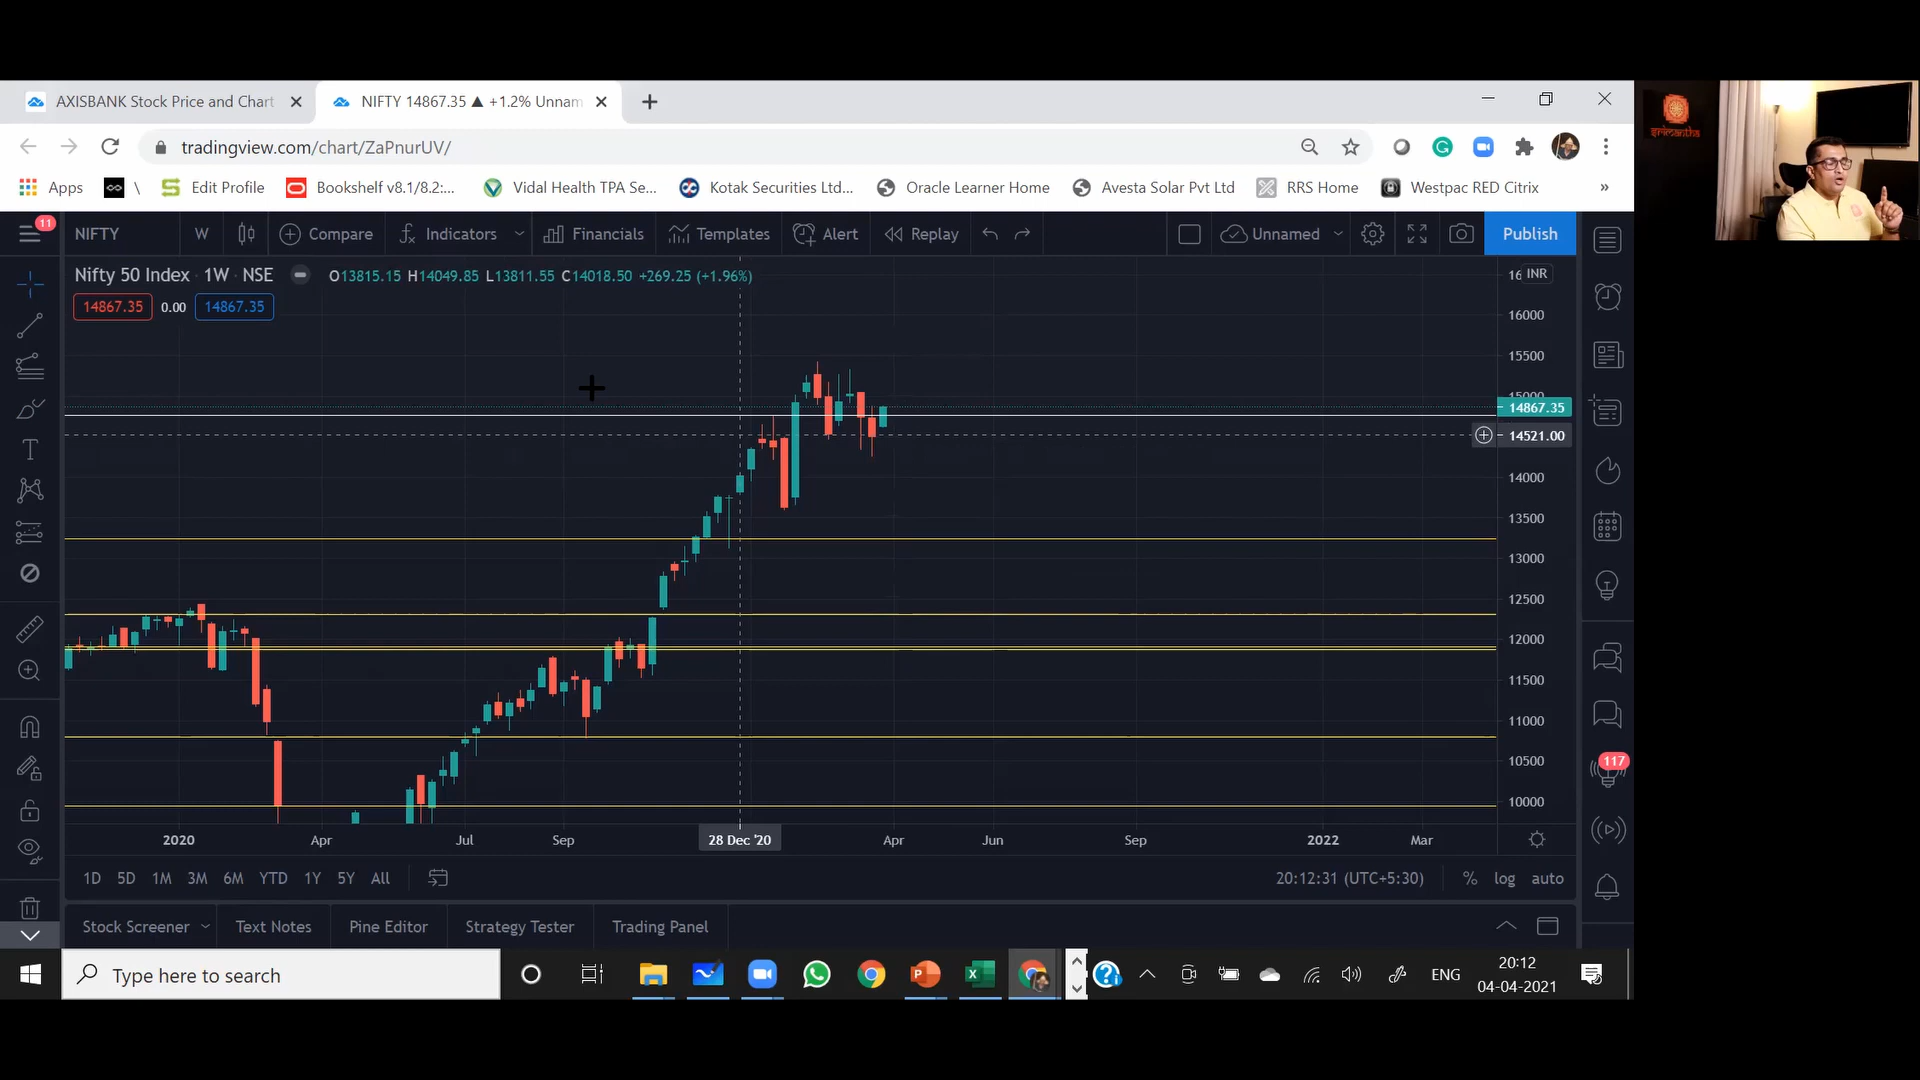 AXISBANK Stock Price and Chart
NIFTY 14867.35 ▲ +1.2% Unnam
tradingview.com/chart/ZaPnurUV/
Apps
\
Edit Profile
Bookshelf v8.1/8.2:...
Vidal Health TPA Se...
Kotak Securities Ltd...
Oracle Learner Home
Avesta Solar Pvt Ltd
RRS Home
Westpac RED Citrix
»
srimantha
11
NIFTY
W
Compare
Indicators
Financials
Templates
Alert
Replay
Unnamed
Publish
Nifty 50 Index · 1W · NSE
O13815.15 H14049.85 L13811.55 C14018.50 +269.25 (+1.96%)
14867.35 0.00 14867.35
INR
16000
15500
15000
14867.35
14521.00
14000
13500
13000
12500
12000
11500
11000
10500
10000
2020
Apr
Jul
Sep
28 Dec '20
Apr
Jun
Sep
2022
Mar
117
1D 5D 1M 3M 6M YTD 1Y 5Y All
20:12:31 (UTC+5:30)
% log auto
Stock Screener
Text Notes
Pine Editor
Strategy Tester
Trading Panel
Type here to search
ENG
20:12
04-04-2021